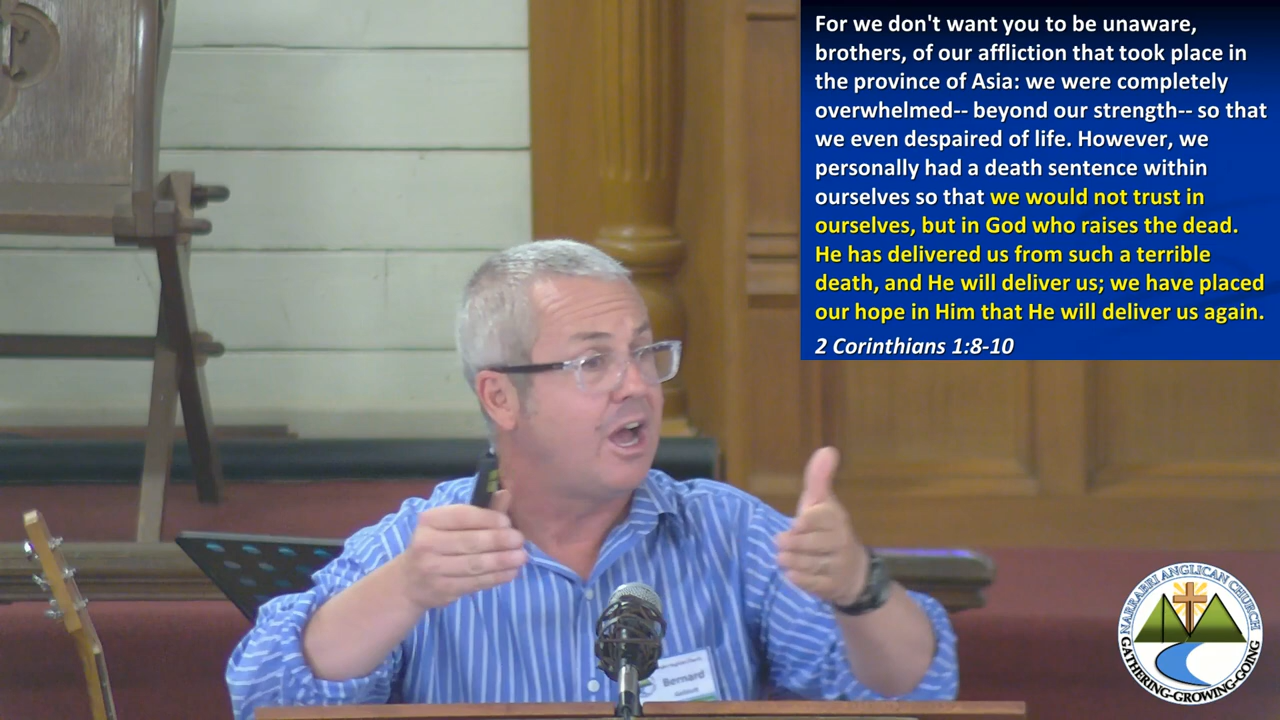 For we don't want you to be unaware,
brothers, of our affliction that took place in
the province of Asia: we were completely
overwhelmed-- beyond our strength-- so that
we even despaired of life. However, we
personally had a death sentence within
ourselves so that we would not trust in
ourselves, but in God who raises the dead.
He has delivered us from such a terrible
death, and He will deliver us; we have placed
our hope in Him that He will deliver us again.
2 Corinthians 1:8-10
Bernard
NARRABRI ANGLICAN CHURCH
GATHERING-GROWING-GOING